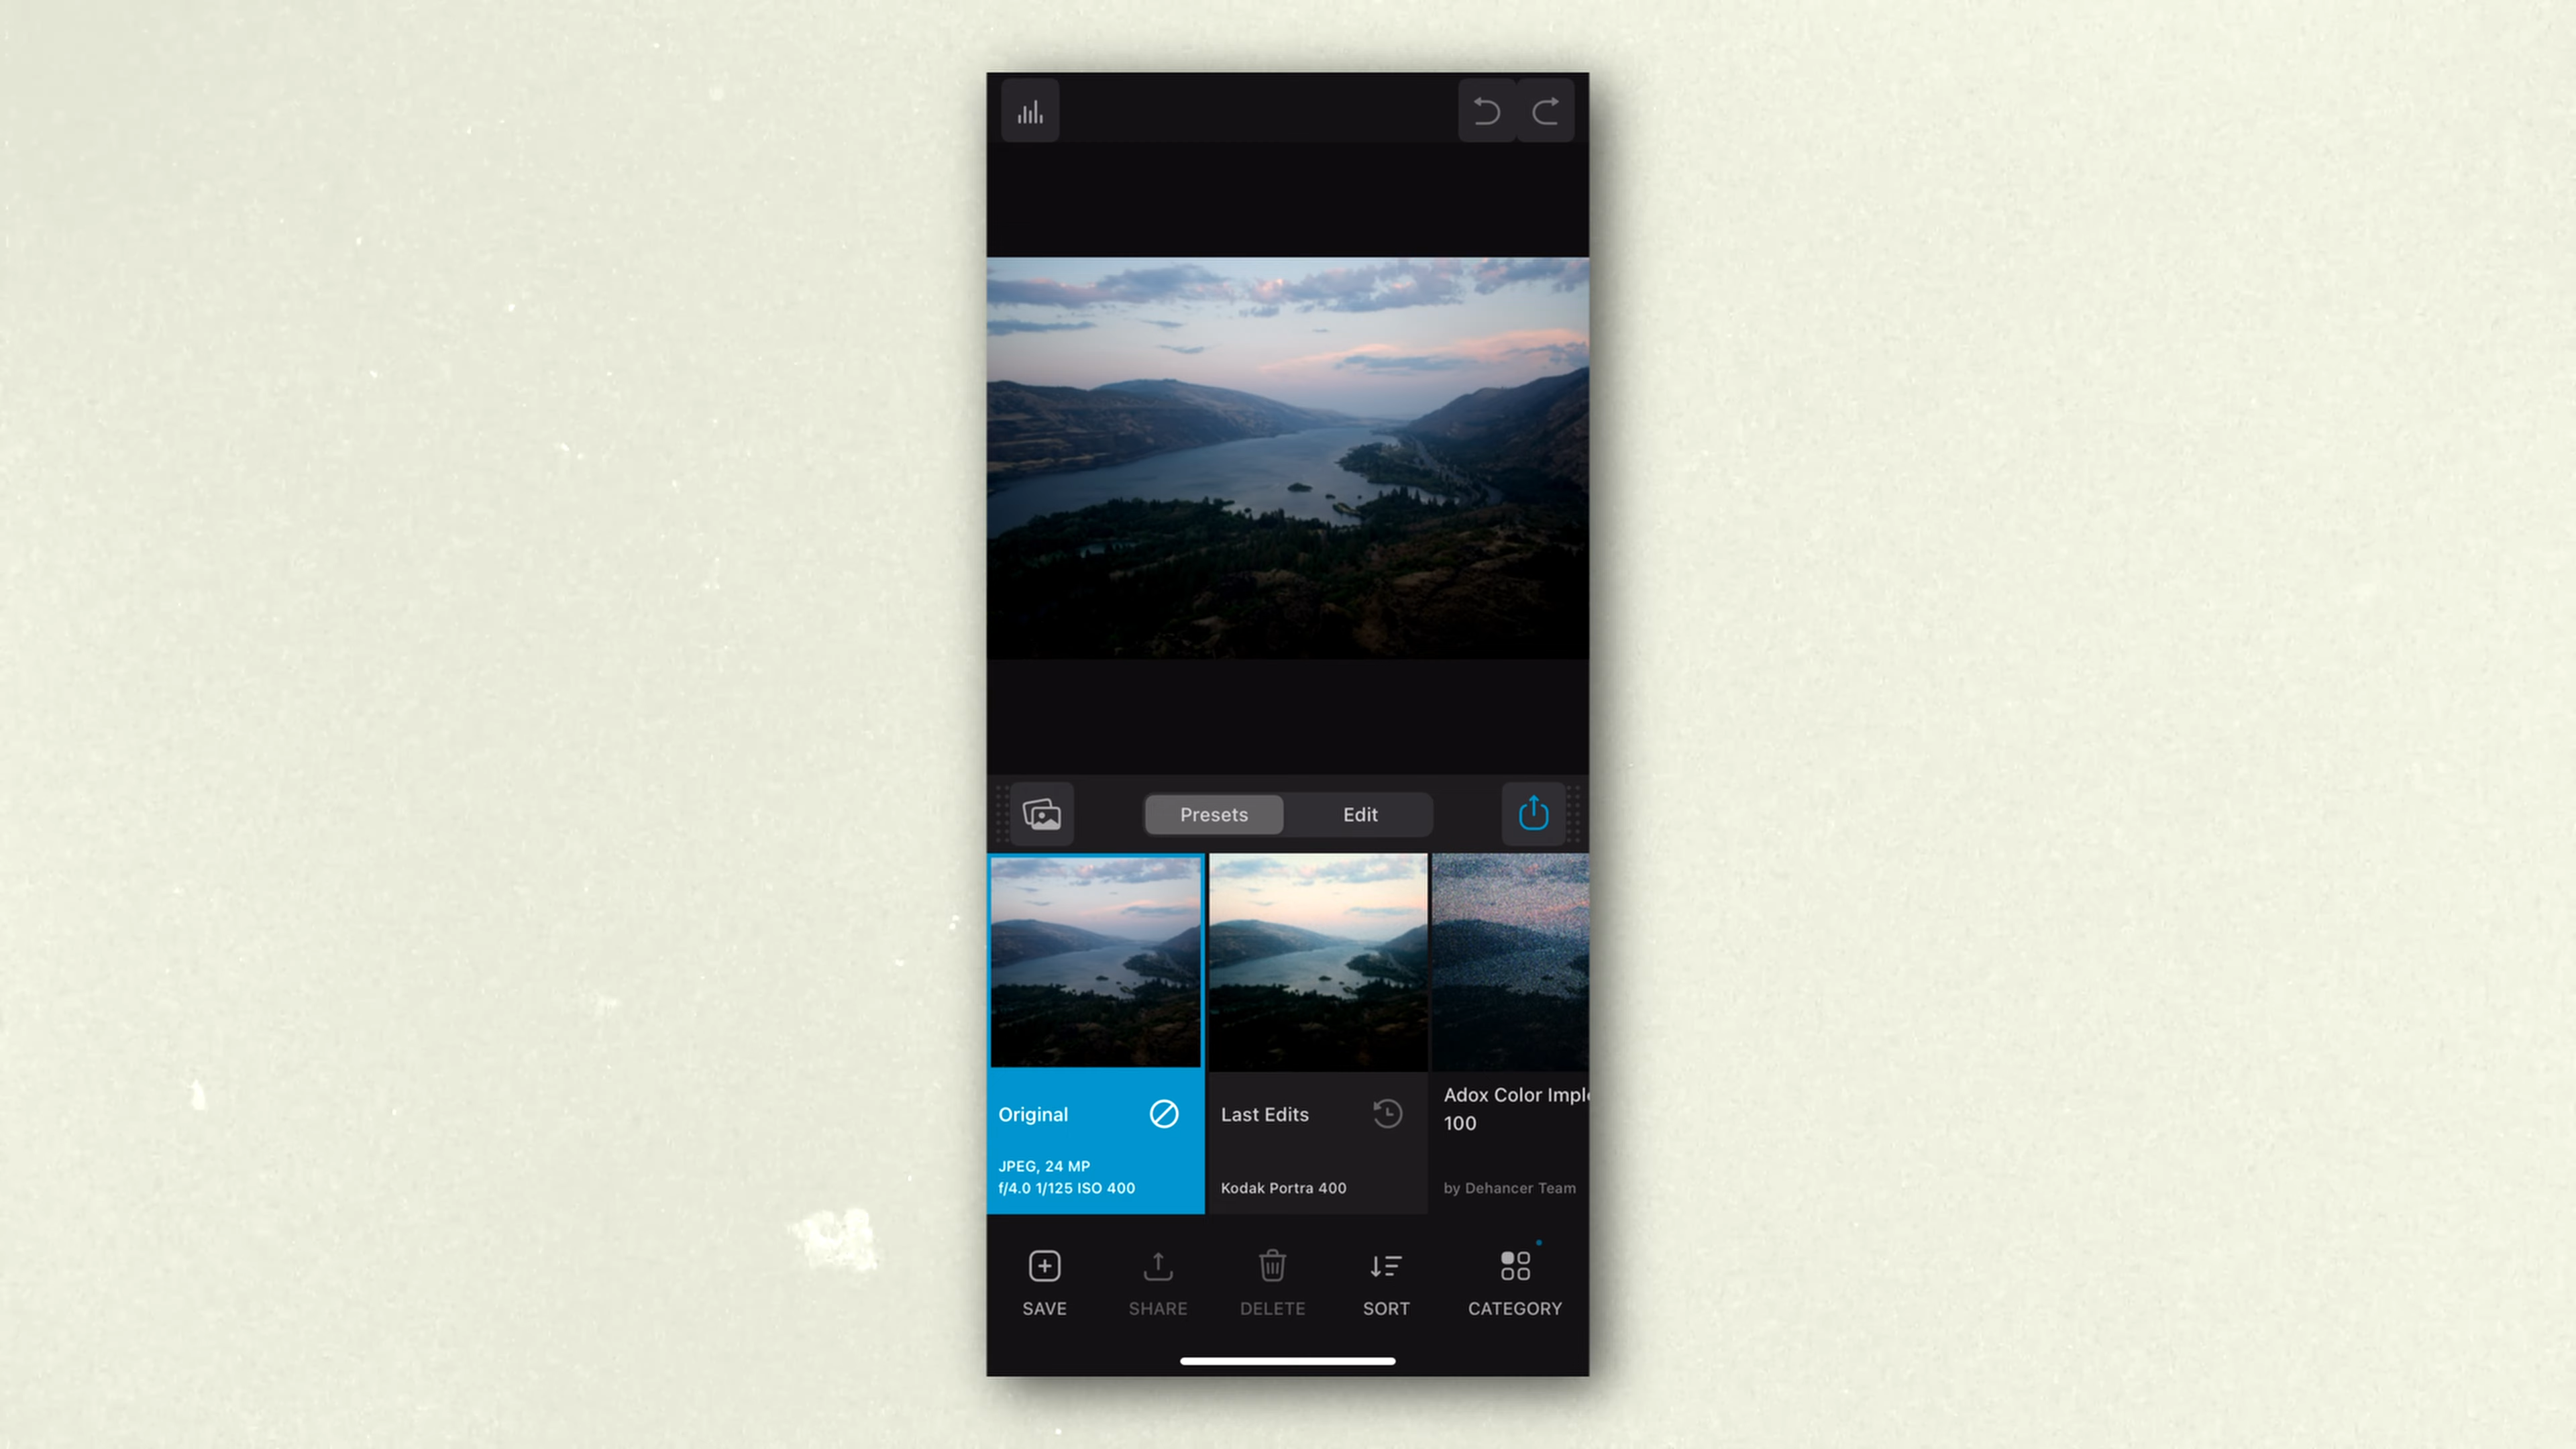 Presets
Edit
Original
JPEG, 24 MP
f/4.0 1/125 ISO 400
Last Edits
Kodak Portra 400
Adox Color Impl
100
by Dehancer Team
SAVE
SHARE
DELETE
SORT
CATEGORY